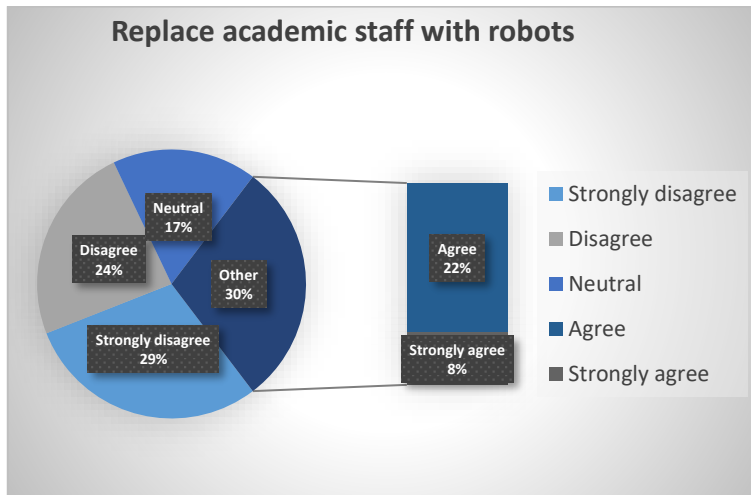 Replace academic staff with robots
Neutral
17%
Disagree
24%
Other
30%
Strongly disagree
29%
Agree
22%
Strongly agree
8%
Strongly disagree
Disagree
Neutral
Agree
Strongly agree